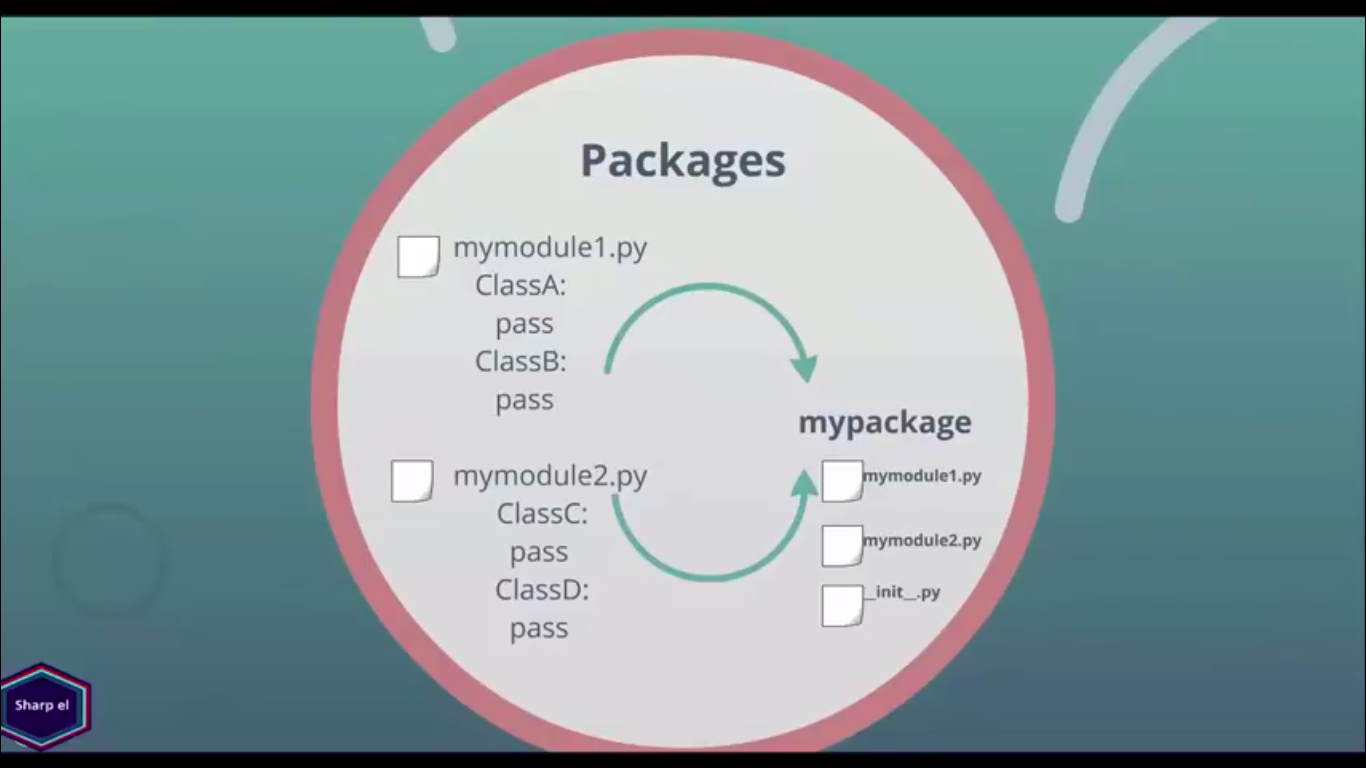 Packages
mymodule1.py
ClassA:
pass
ClassB:
pass
mymodule2.py
ClassC:
pass
ClassD:
pass
mypackage
mymodule1.py
mymodule2.py
__init__.py
Sharp el